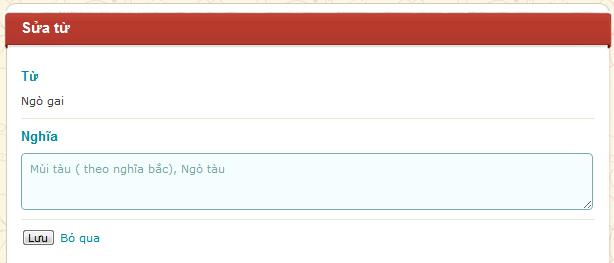 Sửa từ
Từ
Ngò gai
Nghĩa
Mùi tàu ( theo nghĩa bắc), Ngò tàu
Lưu Bỏ qua